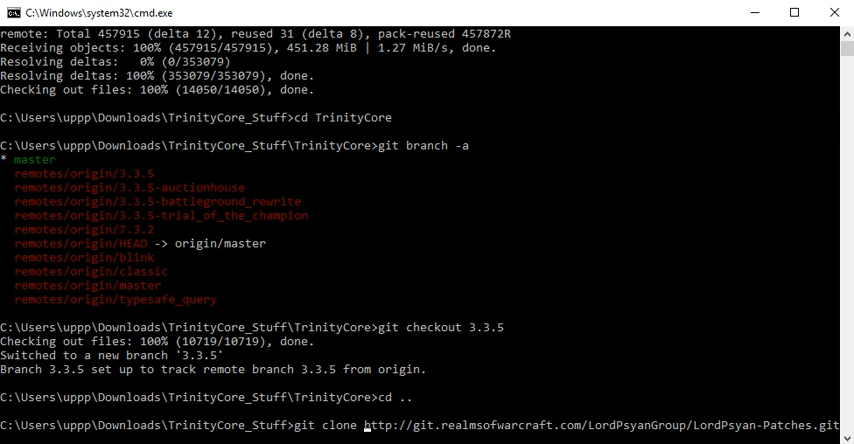 C:\Windows\system32\cmd.exe
remote: Total 457915 (delta 12), reused 31 (delta 8), pack-reused 457872R
Receiving objects: 100% (457915/457915), 451.28 MiB | 1.27 MiB/s, done.
Resolving deltas:   0% (0/353079)
Resolving deltas: 100% (353079/353079), done.
Checking out files: 100% (14050/14050), done.
C:\Users\uppp\Downloads\TrinityCore_Stuff>cd TrinityCore
C:\Users\uppp\Downloads\TrinityCore_Stuff\TrinityCore>git branch -a
* master
remotes/origin/3.3.5
remotes/origin/3.3.5-auctionhouse
remotes/origin/3.3.5-battleground_rewrite
remotes/origin/3.3.5-trial_of_the_champion
remotes/origin/7.3.2
remotes/origin/HEAD -> origin/master
remotes/origin/blink
remotes/origin/classic
remotes/origin/master
remotes/origin/typesafe_query
C:\Users\uppp\Downloads\TrinityCore_Stuff\TrinityCore>git checkout 3.3.5
Checking out files: 100% (10719/10719), done.
Switched to a new branch '3.3.5'
Branch 3.3.5 set up to track remote branch 3.3.5 from origin.
C:\Users\uppp\Downloads\TrinityCore_Stuff\TrinityCore>cd ..
C:\Users\uppp\Downloads\TrinityCore_Stuff>git clone http://git.realmsofwarcraft.com/LordPsyanGroup/LordPsyan-Patches.git